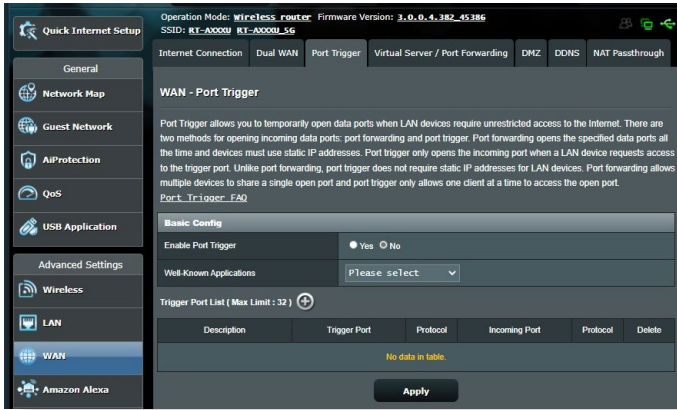 Operation Mode: Wireless router Firmware Version: 3.0.0.4.382_45386
SSID: RT-AXXXU RT-AXXXU_5G
Quick Internet Setup
General
Network Map
Guest Network
AiProtection
QoS
USB Application
Advanced Settings
Wireless
LAN
WAN
Amazon Alexa
Internet Connection Dual WAN Port Trigger Virtual Server / Port Forwarding DMZ DDNS NAT Passthrough
WAN - Port Trigger
Port Trigger allows you to temporarily open data ports when LAN devices require unrestricted access to the Internet. There are
two methods for opening incoming data ports: port forwarding and port trigger. Port forwarding opens the specified data ports all
the time and devices must use static IP addresses. Port trigger only opens the incoming port when a LAN device requests access
to the trigger port. Unlike port forwarding, port trigger does not require static IP addresses for LAN devices. Port forwarding allows
multiple devices to share a single open port and port trigger only allows one client at a time to access the open port.
Port Trigger FAQ
Basic Config
Enable Port Trigger Yes No
Well-Known Applications Please select
Trigger Port List ( Max Limit : 32 )
Description Trigger Port Protocol Incoming Port Protocol Delete
No data in table.
Apply